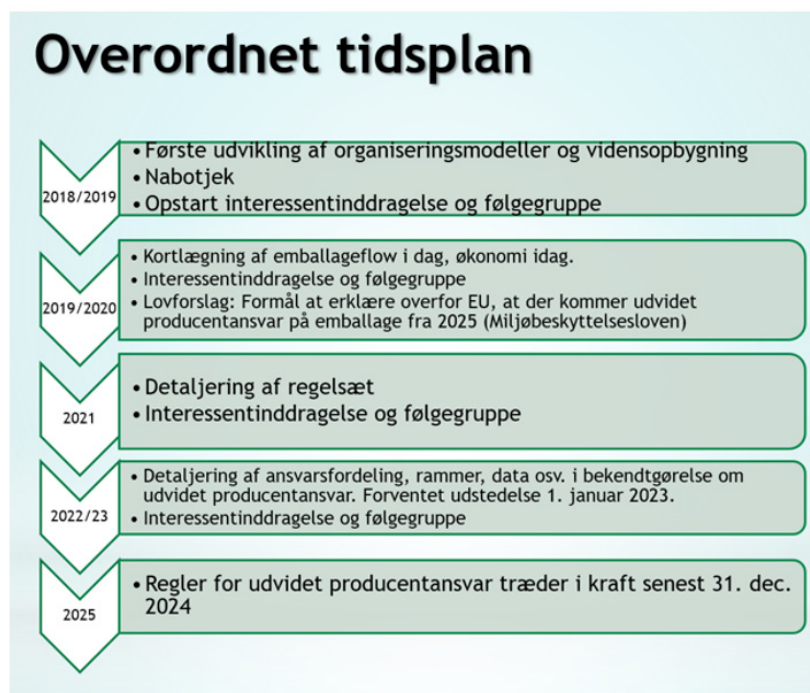 Overordnet tidsplan
2018/2019
• Første udvikling af organiseringsmodeller og vidensopbygning
• Nabotjek
• Opstart interessentinddragelse og følgegruppe
2019/2020
• Kortlægning af emballageflow i dag, økonomi idag.
• Interessentinddragelse og følgegruppe
• Lovforslag: Formål at erklære overfor EU, at der kommer udvidet
producentansvar på emballage fra 2025 (Miljøbeskyttelsesloven)
2021
• Detaljering af regelsæt
• Interessentinddragelse og følgegruppe
2022/23
• Detaljering af ansvarsfordeling, rammer, data osv. i bekendtgørelse om
udvidet producentansvar. Forventet udstedelse 1. januar 2023.
• Interessentinddragelse og følgegruppe
2025
• Regler for udvidet producentansvar træder i kraft senest 31. dec.
2024